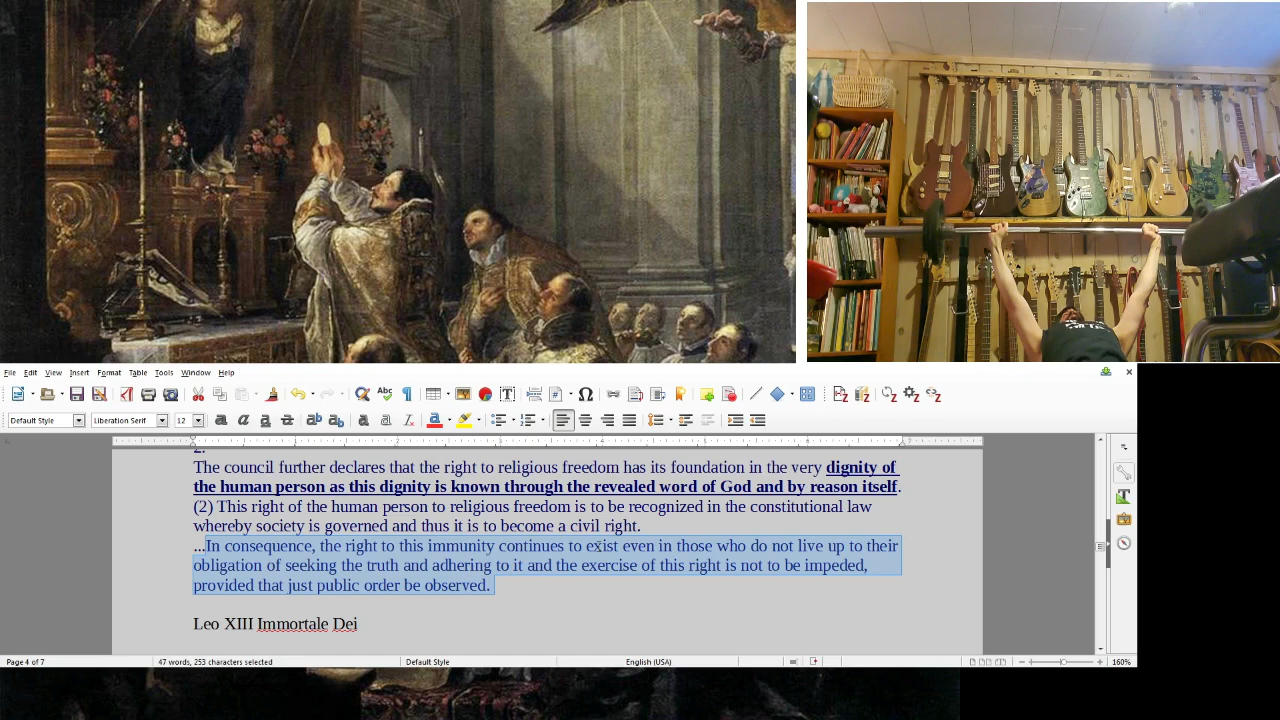 File Edit View Insert Format Table Tools Window Help
Default Style Liberation Serif 12
2.
The council further declares that the right to religious freedom has its foundation in the very dignity of
the human person as this dignity is known through the revealed word of God and by reason itself.
(2) This right of the human person to religious freedom is to be recognized in the constitutional law
whereby society is governed and thus it is to become a civil right.
...In consequence, the right to this immunity continues to exist even in those who do not live up to their
obligation of seeking the truth and adhering to it and the exercise of this right is not to be impeded,
provided that just public order be observed.
Leo XIII Immortale Dei
Page 4 of 7 47 words, 253 characters selected Default Style English (USA) 160%